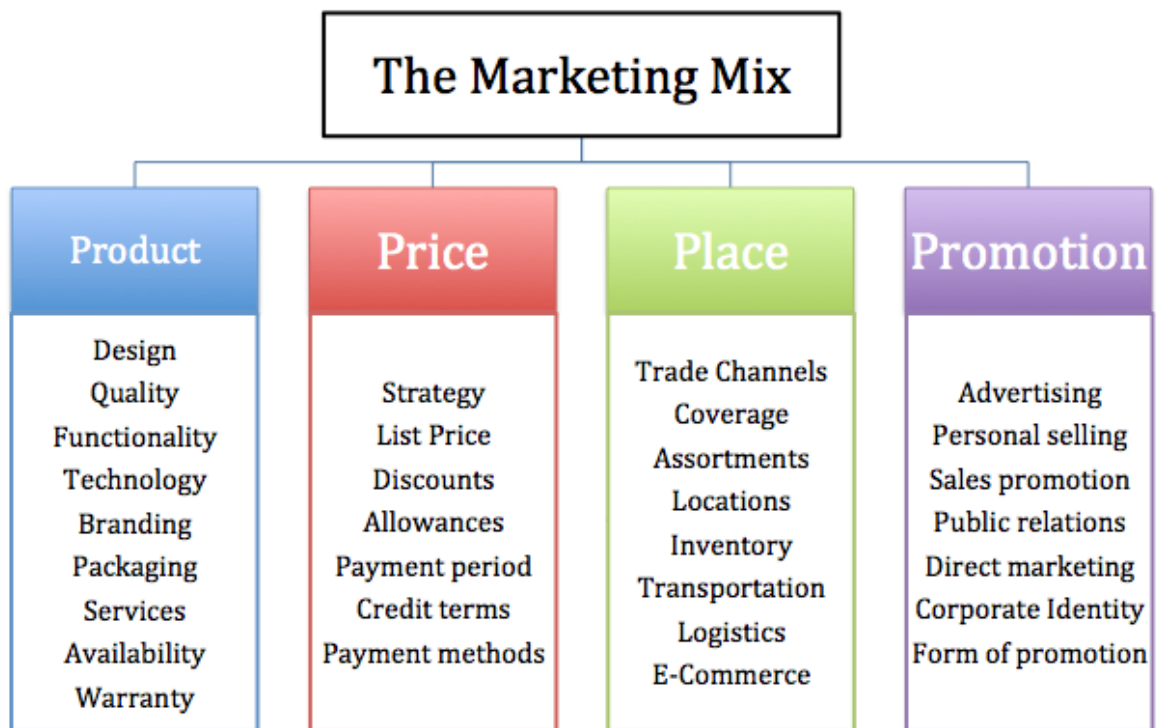 The Marketing Mix
Product
Design
Quality
Functionality
Technology
Branding
Packaging
Services
Availability
Warranty
Price
Strategy
List Price
Discounts
Allowances
Payment period
Credit terms
Payment methods
Place
Trade Channels
Coverage
Assortments
Locations
Inventory
Transportation
Logistics
E-Commerce
Promotion
Advertising
Personal selling
Sales promotion
Public relations
Direct marketing
Corporate Identity
Form of promotion